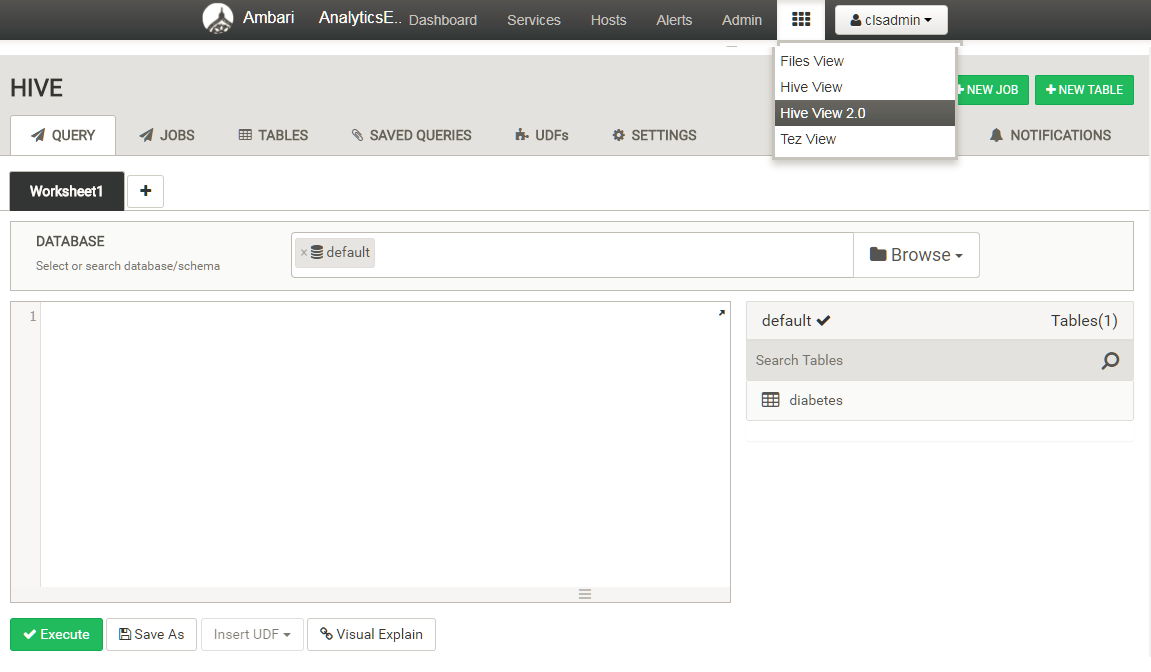 Ambari AnalyticsE.. Dashboard Services Hosts Alerts Admin clsadmin
Files View
Hive View
Hive View 2.0
Tez View
HIVE
NEW JOB NEW TABLE
QUERY JOBS TABLES SAVED QUERIES UDFs SETTINGS NOTIFICATIONS
Worksheet1 +
DATABASE
Select or search database/schema
× default
Browse
1
default Tables(1)
Search Tables
diabetes
Execute Save As Insert UDF Visual Explain